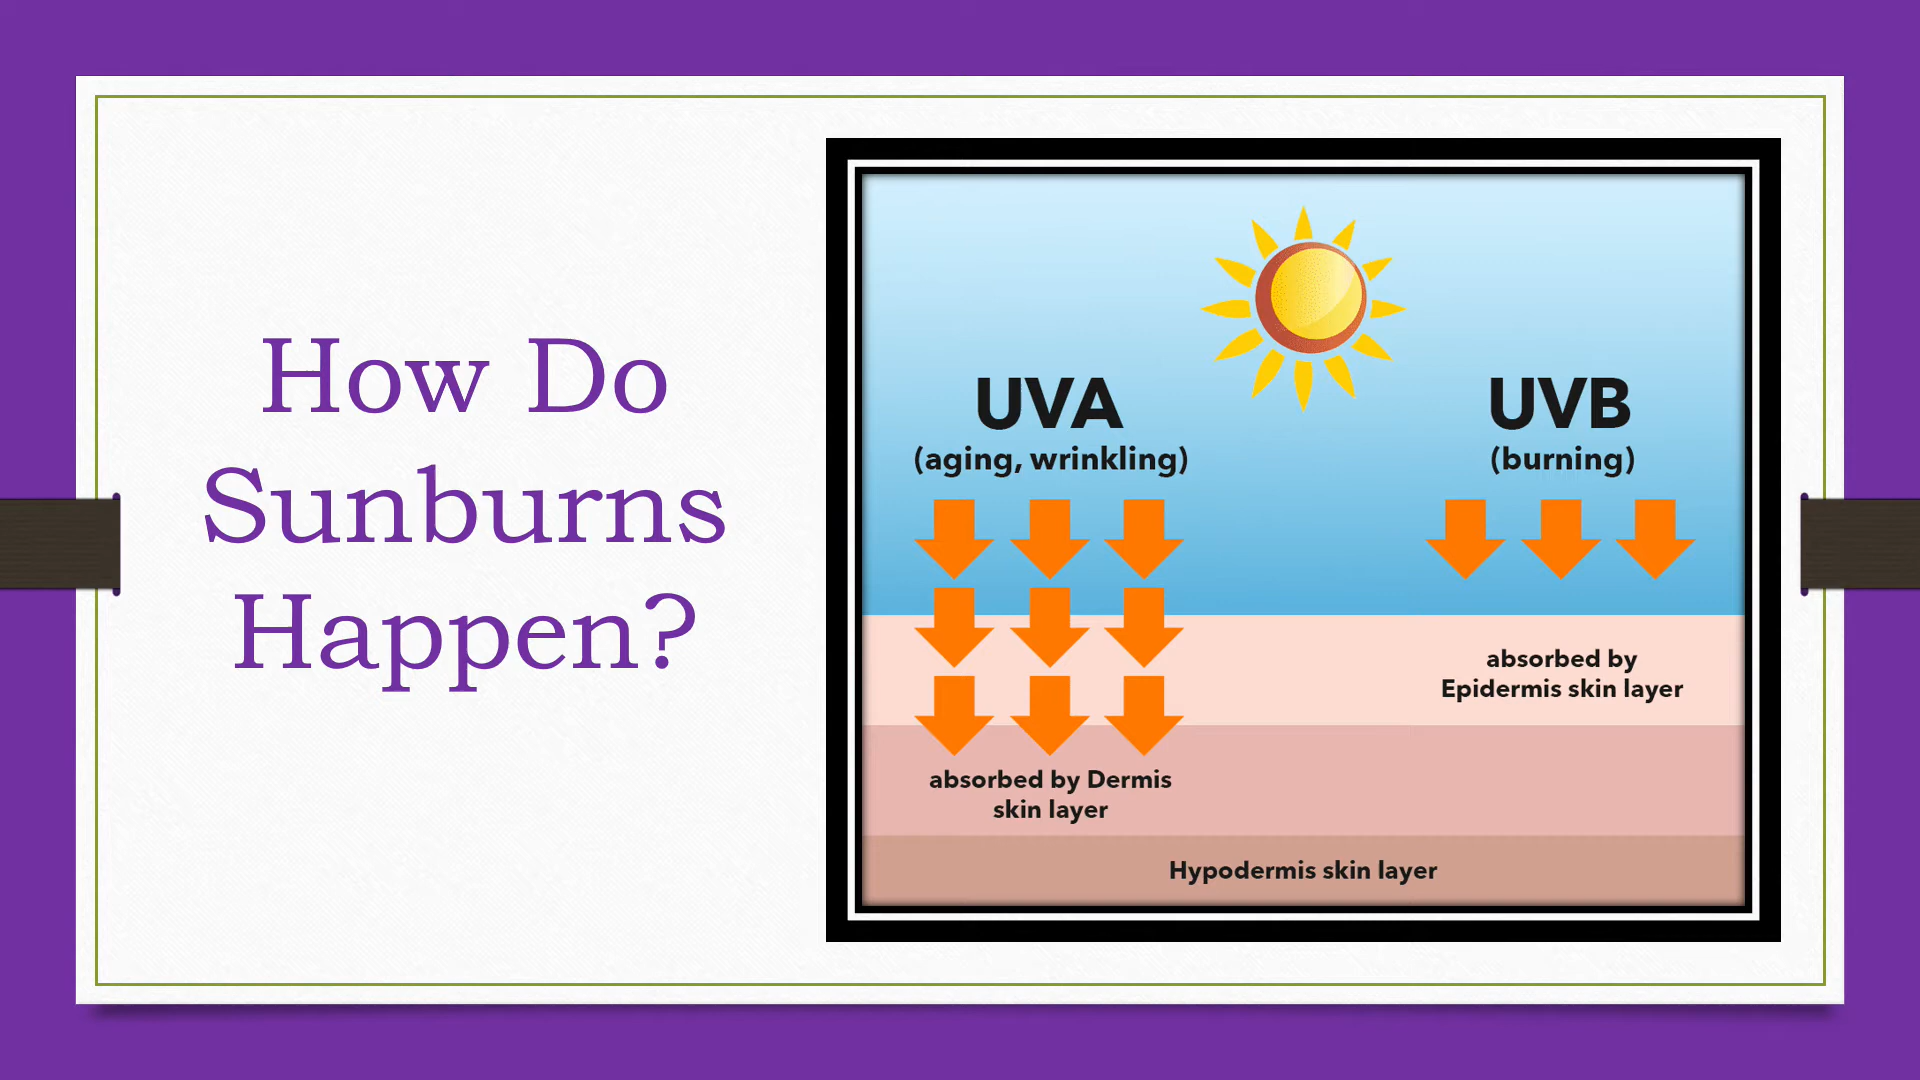 How Do
Sunburns
Happen?
UVA
(aging, wrinkling)
UVB
(burning)
absorbed by
Epidermis skin layer
absorbed by Dermis
skin layer
Hypodermis skin layer